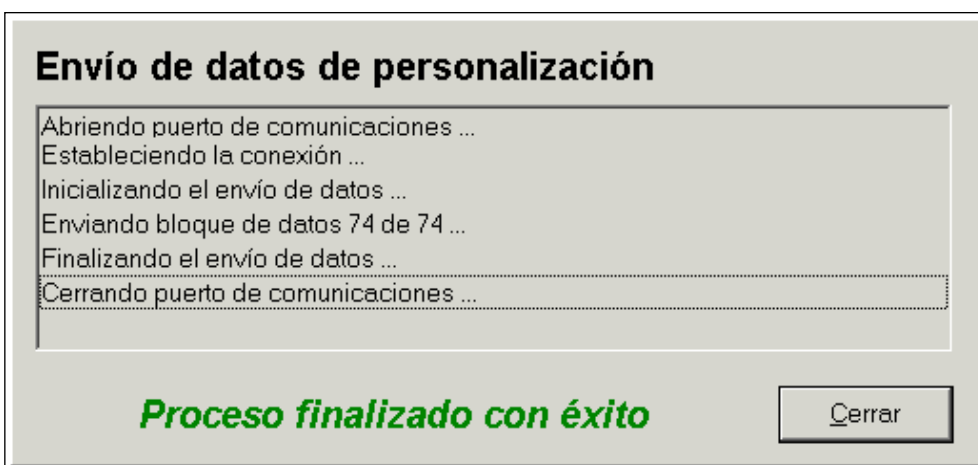 Envío de datos de personalización
Abriendo puerto de comunicaciones ...
Estableciendo la conexión ...
Inicializando el envío de datos ...
Enviando bloque de datos 74 de 74 ...
Finalizando el envío de datos ...
Cerrando puerto de comunicaciones ...
Proceso finalizado con éxito
Cerrar